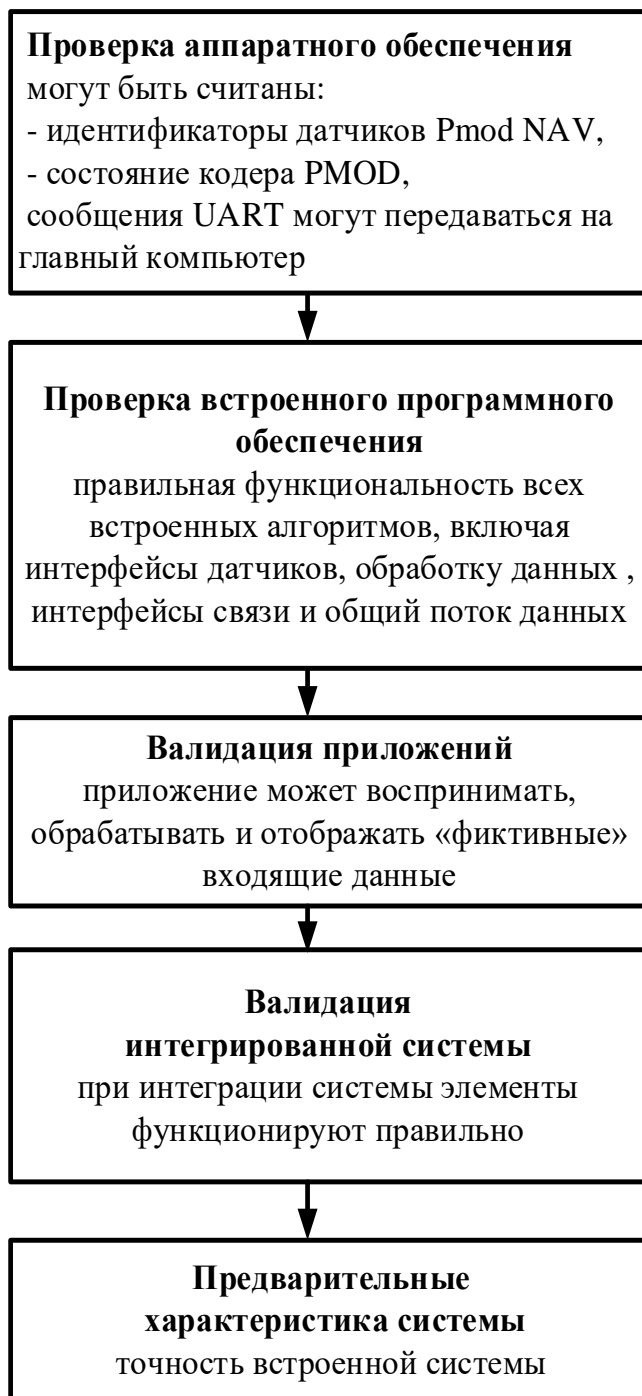 Проверка аппаратного обеспечения
могут быть считаны:
- идентификаторы датчиков Pmod NAV,
- состояние кодера PMOD,
сообщения UART могут передаваться на
главный компьютер
Проверка встроенного программного
обеспечения
правильная функциональность всех
встроенных алгоритмов, включая
интерфейсы датчиков, обработку данных ,
интерфейсы связи и общий поток данных
Валидация приложений
приложение может воспринимать,
обрабатывать и отображать «фиктивные»
входящие данные
Валидация
интегрированной системы
при интеграции системы элементы
функционируют правильно
Предварительные
характеристика системы
точность встроенной системы